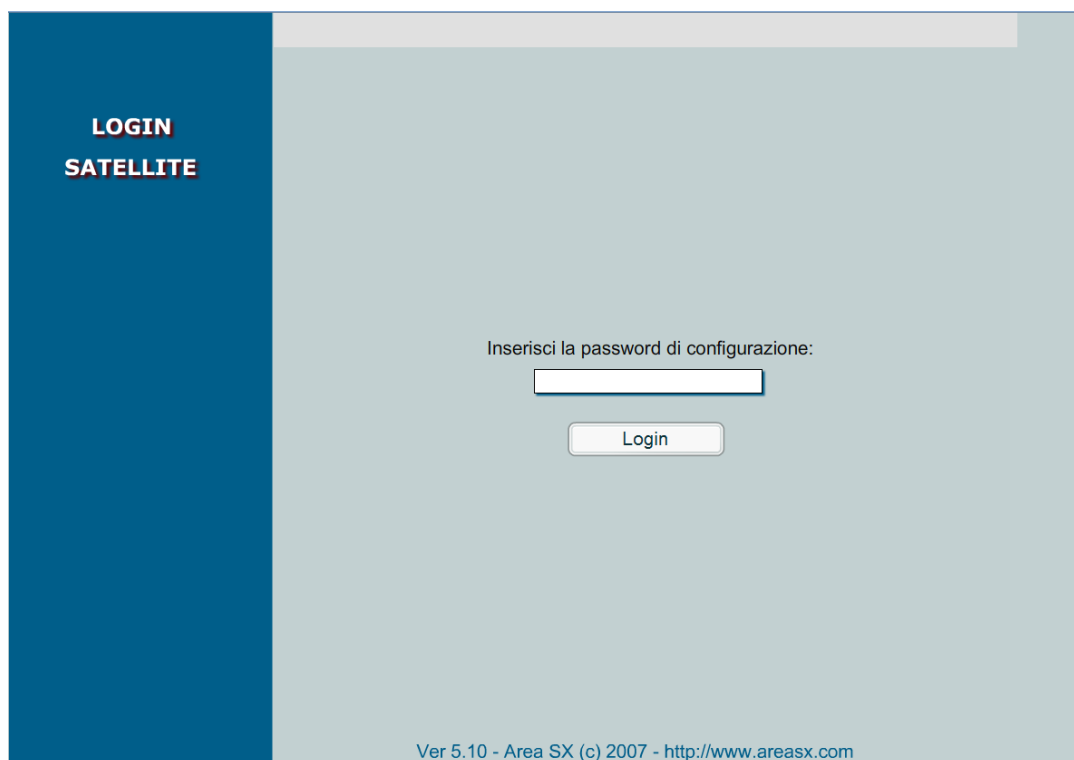 LOGIN
SATELLITE
Inserisci la password di configurazione:
Login
Ver 5.10 - Area SX (c) 2007 - http://www.areasx.com